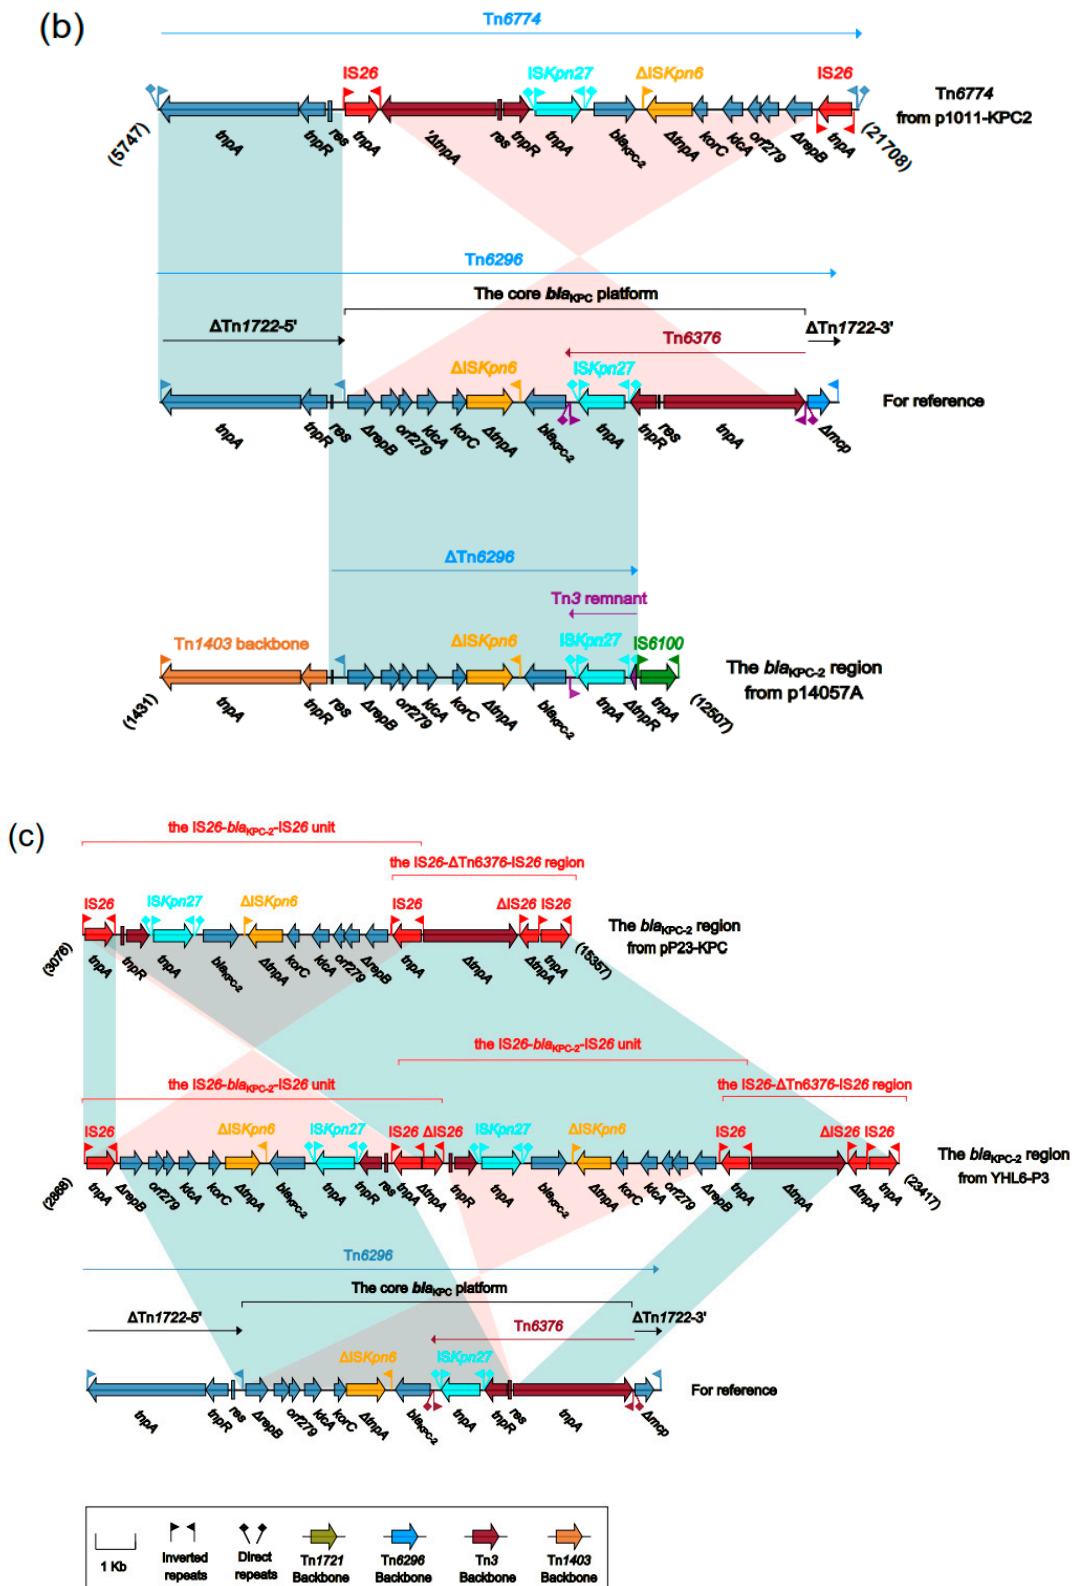 (b)
Tn6774
IS26 ISKpn27 ΔISKpn6 IS26
Tn6774
from p1011-KPC2
(5747) tnpA tnpR res tnpA 'ΔtnpA res tnpR tnpA blaKPC-2 ΔtnpA korC klcA orf279 ΔrepB tnpA (21708)
Tn6296
The core blaKPC platform
ΔTn1722-5' ΔTn1722-3'
Tn6376
ΔISKpn6 ISKpn27
For reference
tnpA tnpR res ΔrepB orf279 klcA korC ΔtnpA blaKPC-2 tnpA tnpR res tnpA Δmcp
ΔTn6296
Tn3 remnant
Tn1403 backbone ΔISKpn6 ISKpn27 IS6100
The blaKPC-2 region
from p14057A
(1431) tnpA tnpR res ΔrepB orf279 klcA korC ΔtnpA blaKPC-2 tnpA ΔtnpR tnpA (12507)
(c)
the IS26-blaKPC-2-IS26 unit
the IS26-ΔTn6376-IS26 region
IS26 ISKpn27 ΔISKpn6 IS26 ΔIS26 IS26
The blaKPC-2 region
from pP23-KPC
(3076) tnpA tnpR tnpA blaKPC-2 ΔtnpA korC klcA orf279 ΔrepB tnpA ΔtnpA ΔtnpA tnpA (15357)
the IS26-blaKPC-2-IS26 unit
the IS26-blaKPC-2-IS26 unit the IS26-ΔTn6376-IS26 region
IS26 ΔISKpn6 ISKpn27 IS26 ΔIS26 ISKpn27 ΔISKpn6 IS26 ΔIS26 IS26
The blaKPC-2 region
from YHL6-P3
(2868) tnpA ΔrepB orf279 klcA korC ΔtnpA blaKPC-2 tnpA tnpR res tnpA ΔtnpA tnpR tnpA blaKPC-2 ΔtnpA korC klcA orf279 ΔrepB tnpA ΔtnpA ΔtnpA tnpA (23417)
Tn6296
The core blaKPC platform
ΔTn1722-5' ΔTn1722-3'
Tn6376
ΔISKpn6 ISKpn27
For reference
tnpA tnpR res ΔrepB orf279 klcA korC ΔtnpA blaKPC-2 tnpA tnpR res tnpA Δmcp
1 Kb
Inverted
repeats
Direct
repeats
Tn1721
Backbone
Tn6296
Backbone
Tn3
Backbone
Tn1403
Backbone